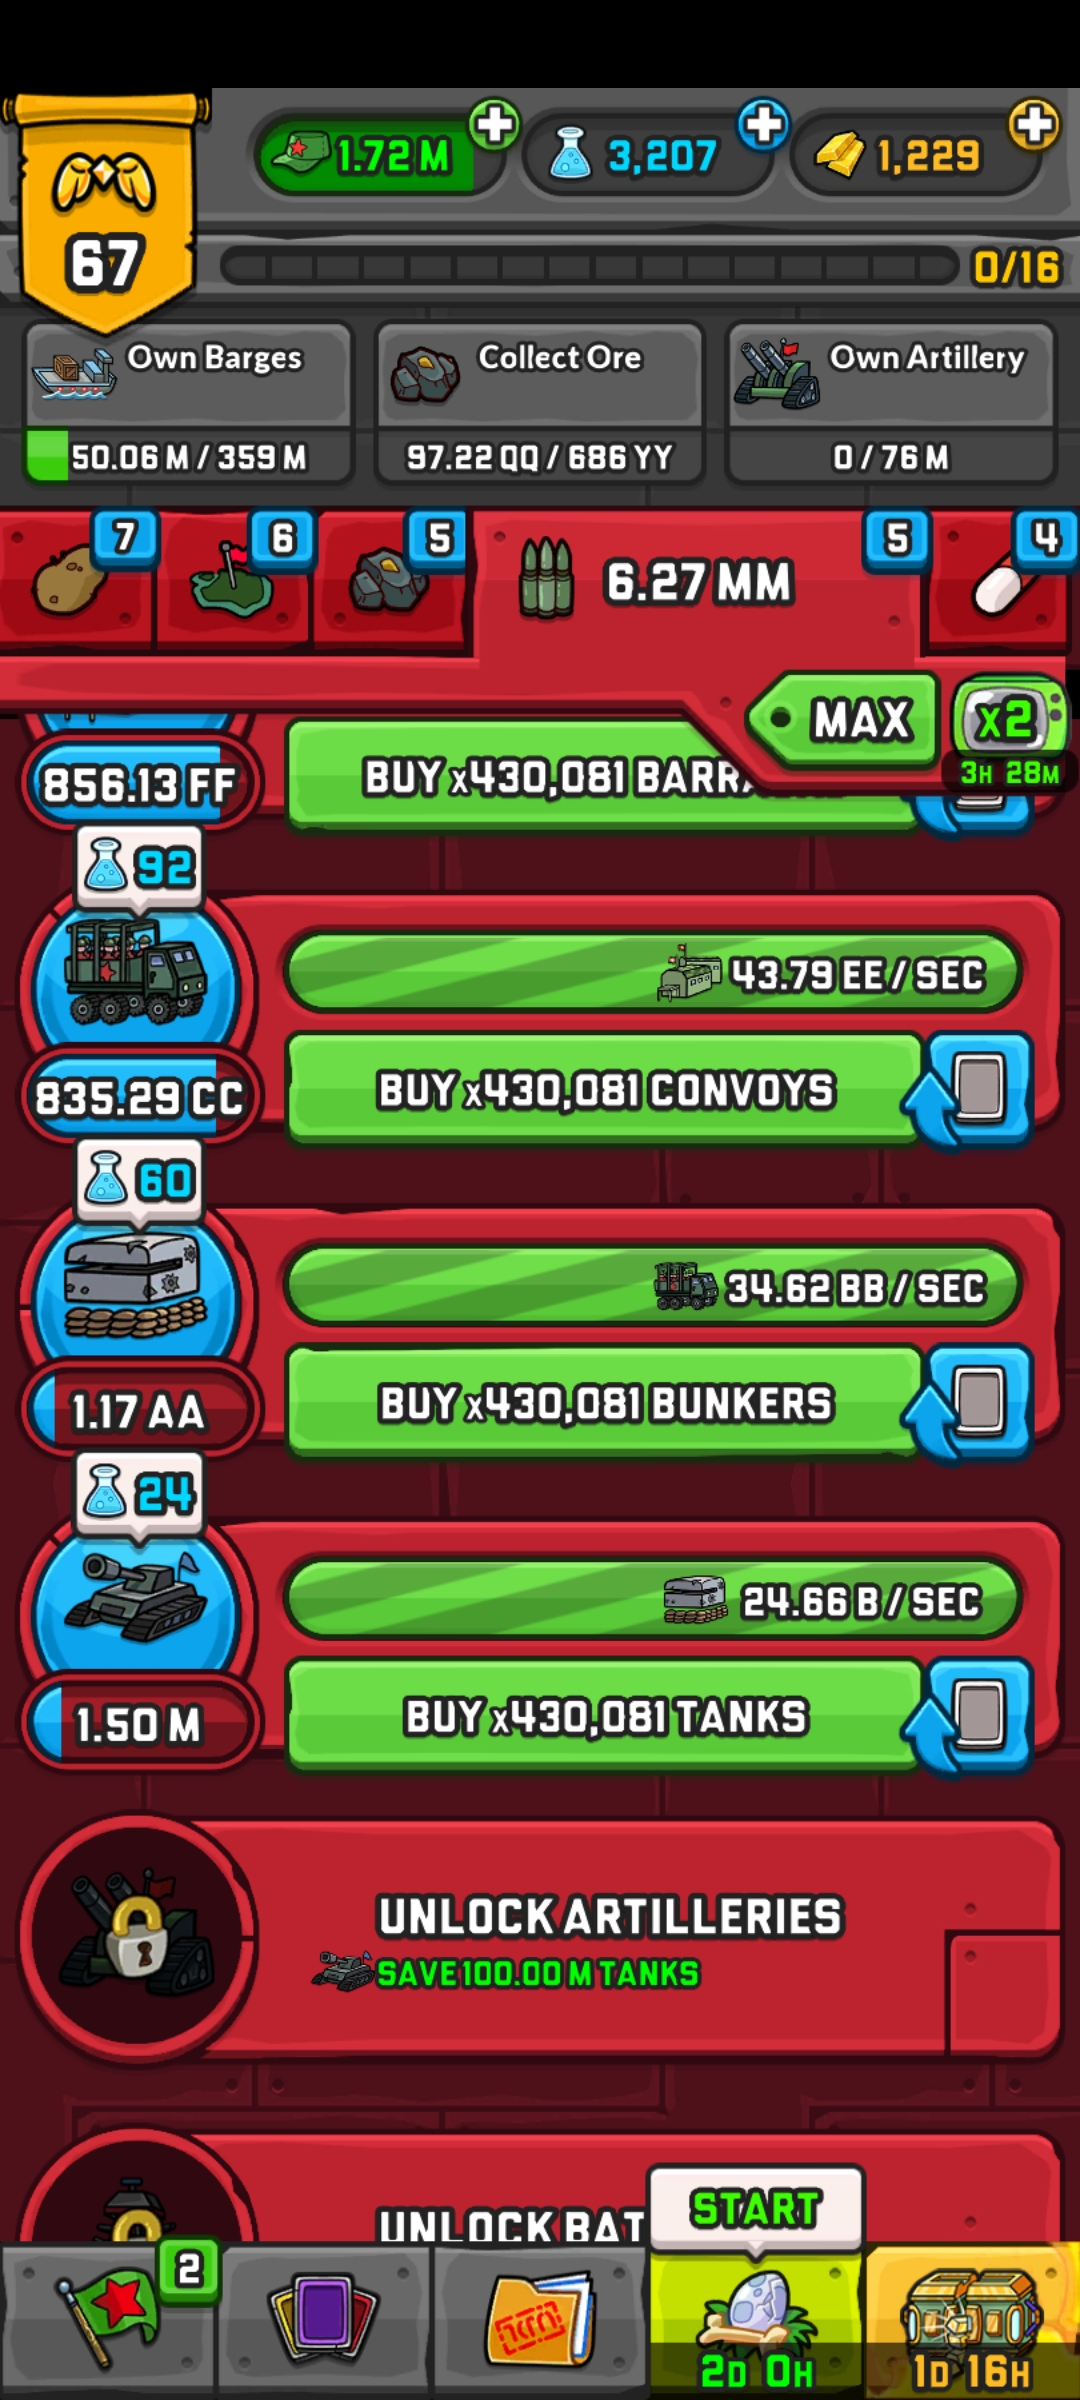 1.72 M
3,207
1,229
67
0/16
Own Barges
Collect Ore
Own Artillery
50.06 M / 359 M
97.22 QQ / 686 YY
0 / 76 M
7
6
5
6.27 MM
5
4
MAX
x2
3H 28M
856.13 FF
BUY x430,081
92
43.79 EE / SEC
835.29 CC
BUY x430,081 CONVOYS
60
34.62 BB / SEC
1.17 AA
BUY x430,081 BUNKERS
24
24.66 B / SEC
1.50 M
BUY x430,081 TANKS
UNLOCK ARTILLERIES
SAVE 100.00 M TANKS
UNLOCK
START
2
2D 0H
1D 16H